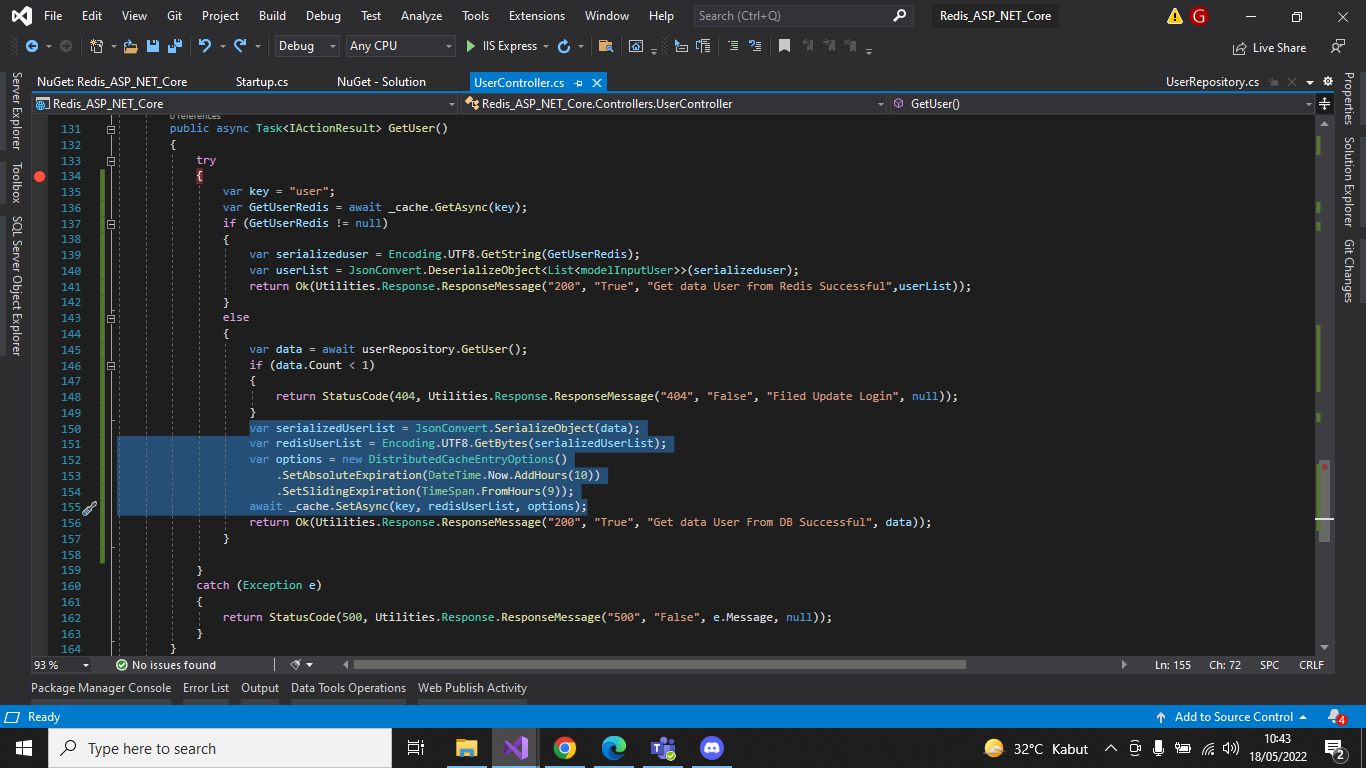 File Edit View Git Project Build Debug Test Analyze Tools Extensions Window Help Search (Ctrl+Q) Redis_ASP_NET_Core G
Debug Any CPU IIS Express Live Share
NuGet: Redis_ASP_NET_Core Startup.cs NuGet - Solution UserController.cs UserRepository.cs
Redis_ASP_NET_Core Redis_ASP_NET_Core.Controllers.UserController GetUser()
Server Explorer
Toolbox
SQL Server Object Explorer
0 references
131 public async Task<IActionResult> GetUser()
132 {
133 try
134 {
135 var key = "user";
136 var GetUserRedis = await _cache.GetAsync(key);
137 if (GetUserRedis != null)
138 {
139 var serializeduser = Encoding.UTF8.GetString(GetUserRedis);
140 var userList = JsonConvert.DeserializeObject<List<modelInputUser>>(serializeduser);
141 return Ok(Utilities.Response.ResponseMessage("200", "True", "Get data User from Redis Successful",userList));
142 }
143 else
144 {
145 var data = await userRepository.GetUser();
146 if (data.Count < 1)
147 {
148 return StatusCode(404, Utilities.Response.ResponseMessage("404", "False", "Filed Update Login", null));
149 }
150 var serializedUserList = JsonConvert.SerializeObject(data);
151 var redisUserList = Encoding.UTF8.GetBytes(serializedUserList);
152 var options = new DistributedCacheEntryOptions()
153 .SetAbsoluteExpiration(DateTime.Now.AddHours(10))
154 .SetSlidingExpiration(TimeSpan.FromHours(9));
155 await _cache.SetAsync(key, redisUserList, options);
156 return Ok(Utilities.Response.ResponseMessage("200", "True", "Get data User From DB Successful", data));
157 }
158
159 }
160 catch (Exception e)
161 {
162 return StatusCode(500, Utilities.Response.ResponseMessage("500", "False", e.Message, null));
163 }
164 }
Properties
Solution Explorer
Git Changes
93 % No issues found Ln: 155 Ch: 72 SPC CRLF
Package Manager Console Error List Output Data Tools Operations Web Publish Activity
Ready Add to Source Control 4
Type here to search 32°C Kabut 10:43
18/05/2022 2